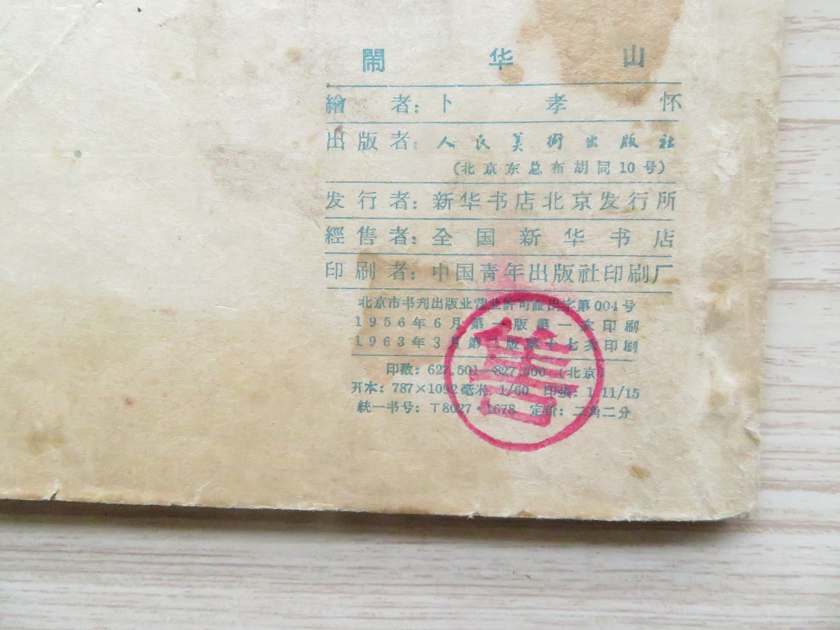 鬧华山
繪者：卜孝怀
出版者：人民美術出版社
（北京东总布胡同10号）
发行者：新华书店北京发行所
經售者：全国新华书店
印刷者：中国青年出版社印刷厂
北京市书刊出版业营业許可証出字第004号
1956年6月第一版第一次印刷
1963年3月第 版第十七次印刷
印数：627,501— （北京）
开本：787×1092毫米 1/60 印張：1 11/15
統一书号：T8027·1678 定价：二角二分
售